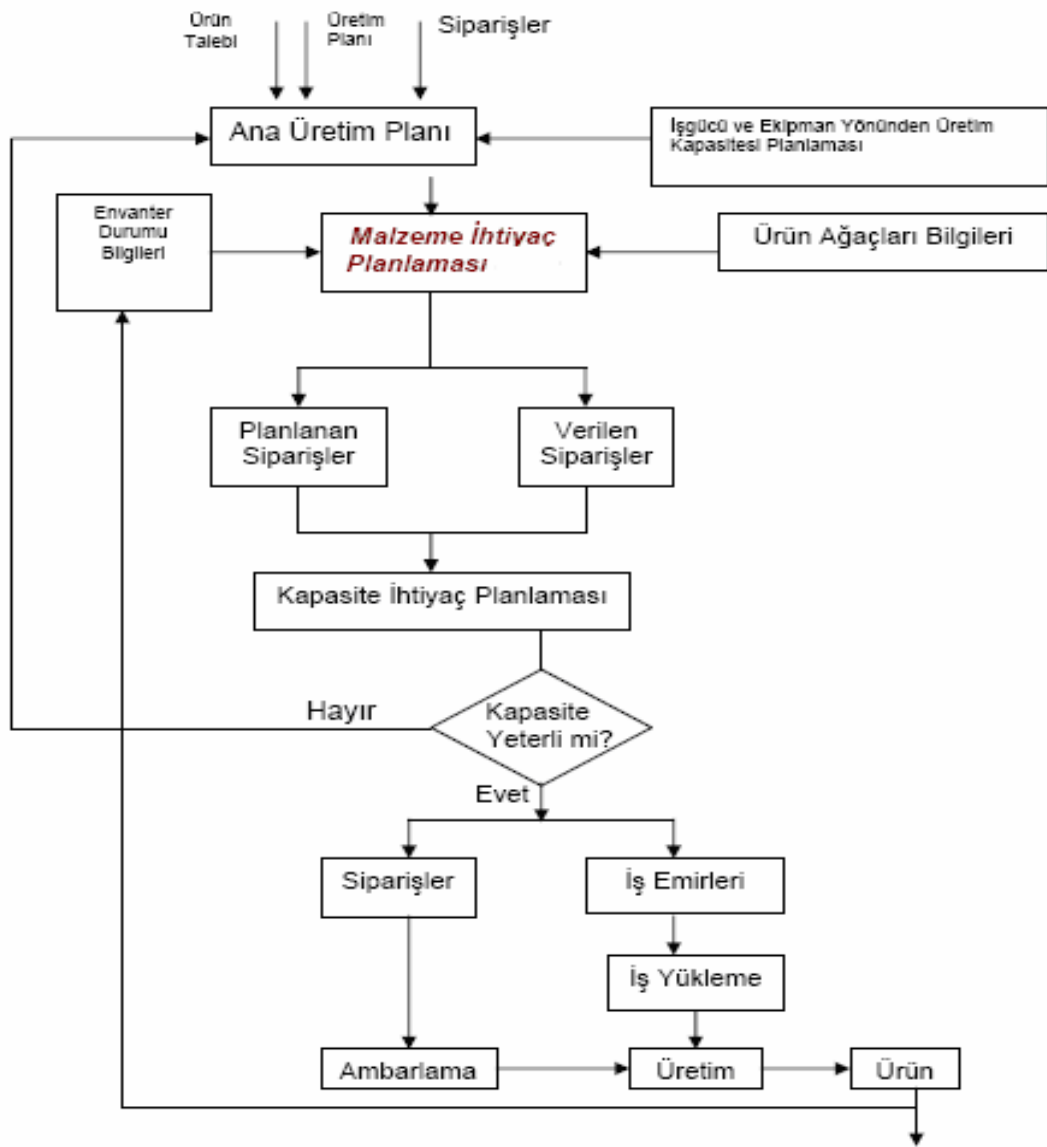 Ürün
Talebi
Üretim
Planı
Siparişler
Ana Üretim Planı
İşgücü ve Ekipman Yönünden Üretim
Kapasitesi Planlaması
Envanter
Durumu
Bilgileri
Malzeme İhtiyaç
Planlaması
Ürün Ağaçları Bilgileri
Planlanan
Siparişler
Verilen
Siparişler
Kapasite İhtiyaç Planlaması
Hayır
Kapasite
Yeterli mi?
Evet
Siparişler
İş Emirleri
İş Yükleme
Ambarlama
Üretim
Ürün